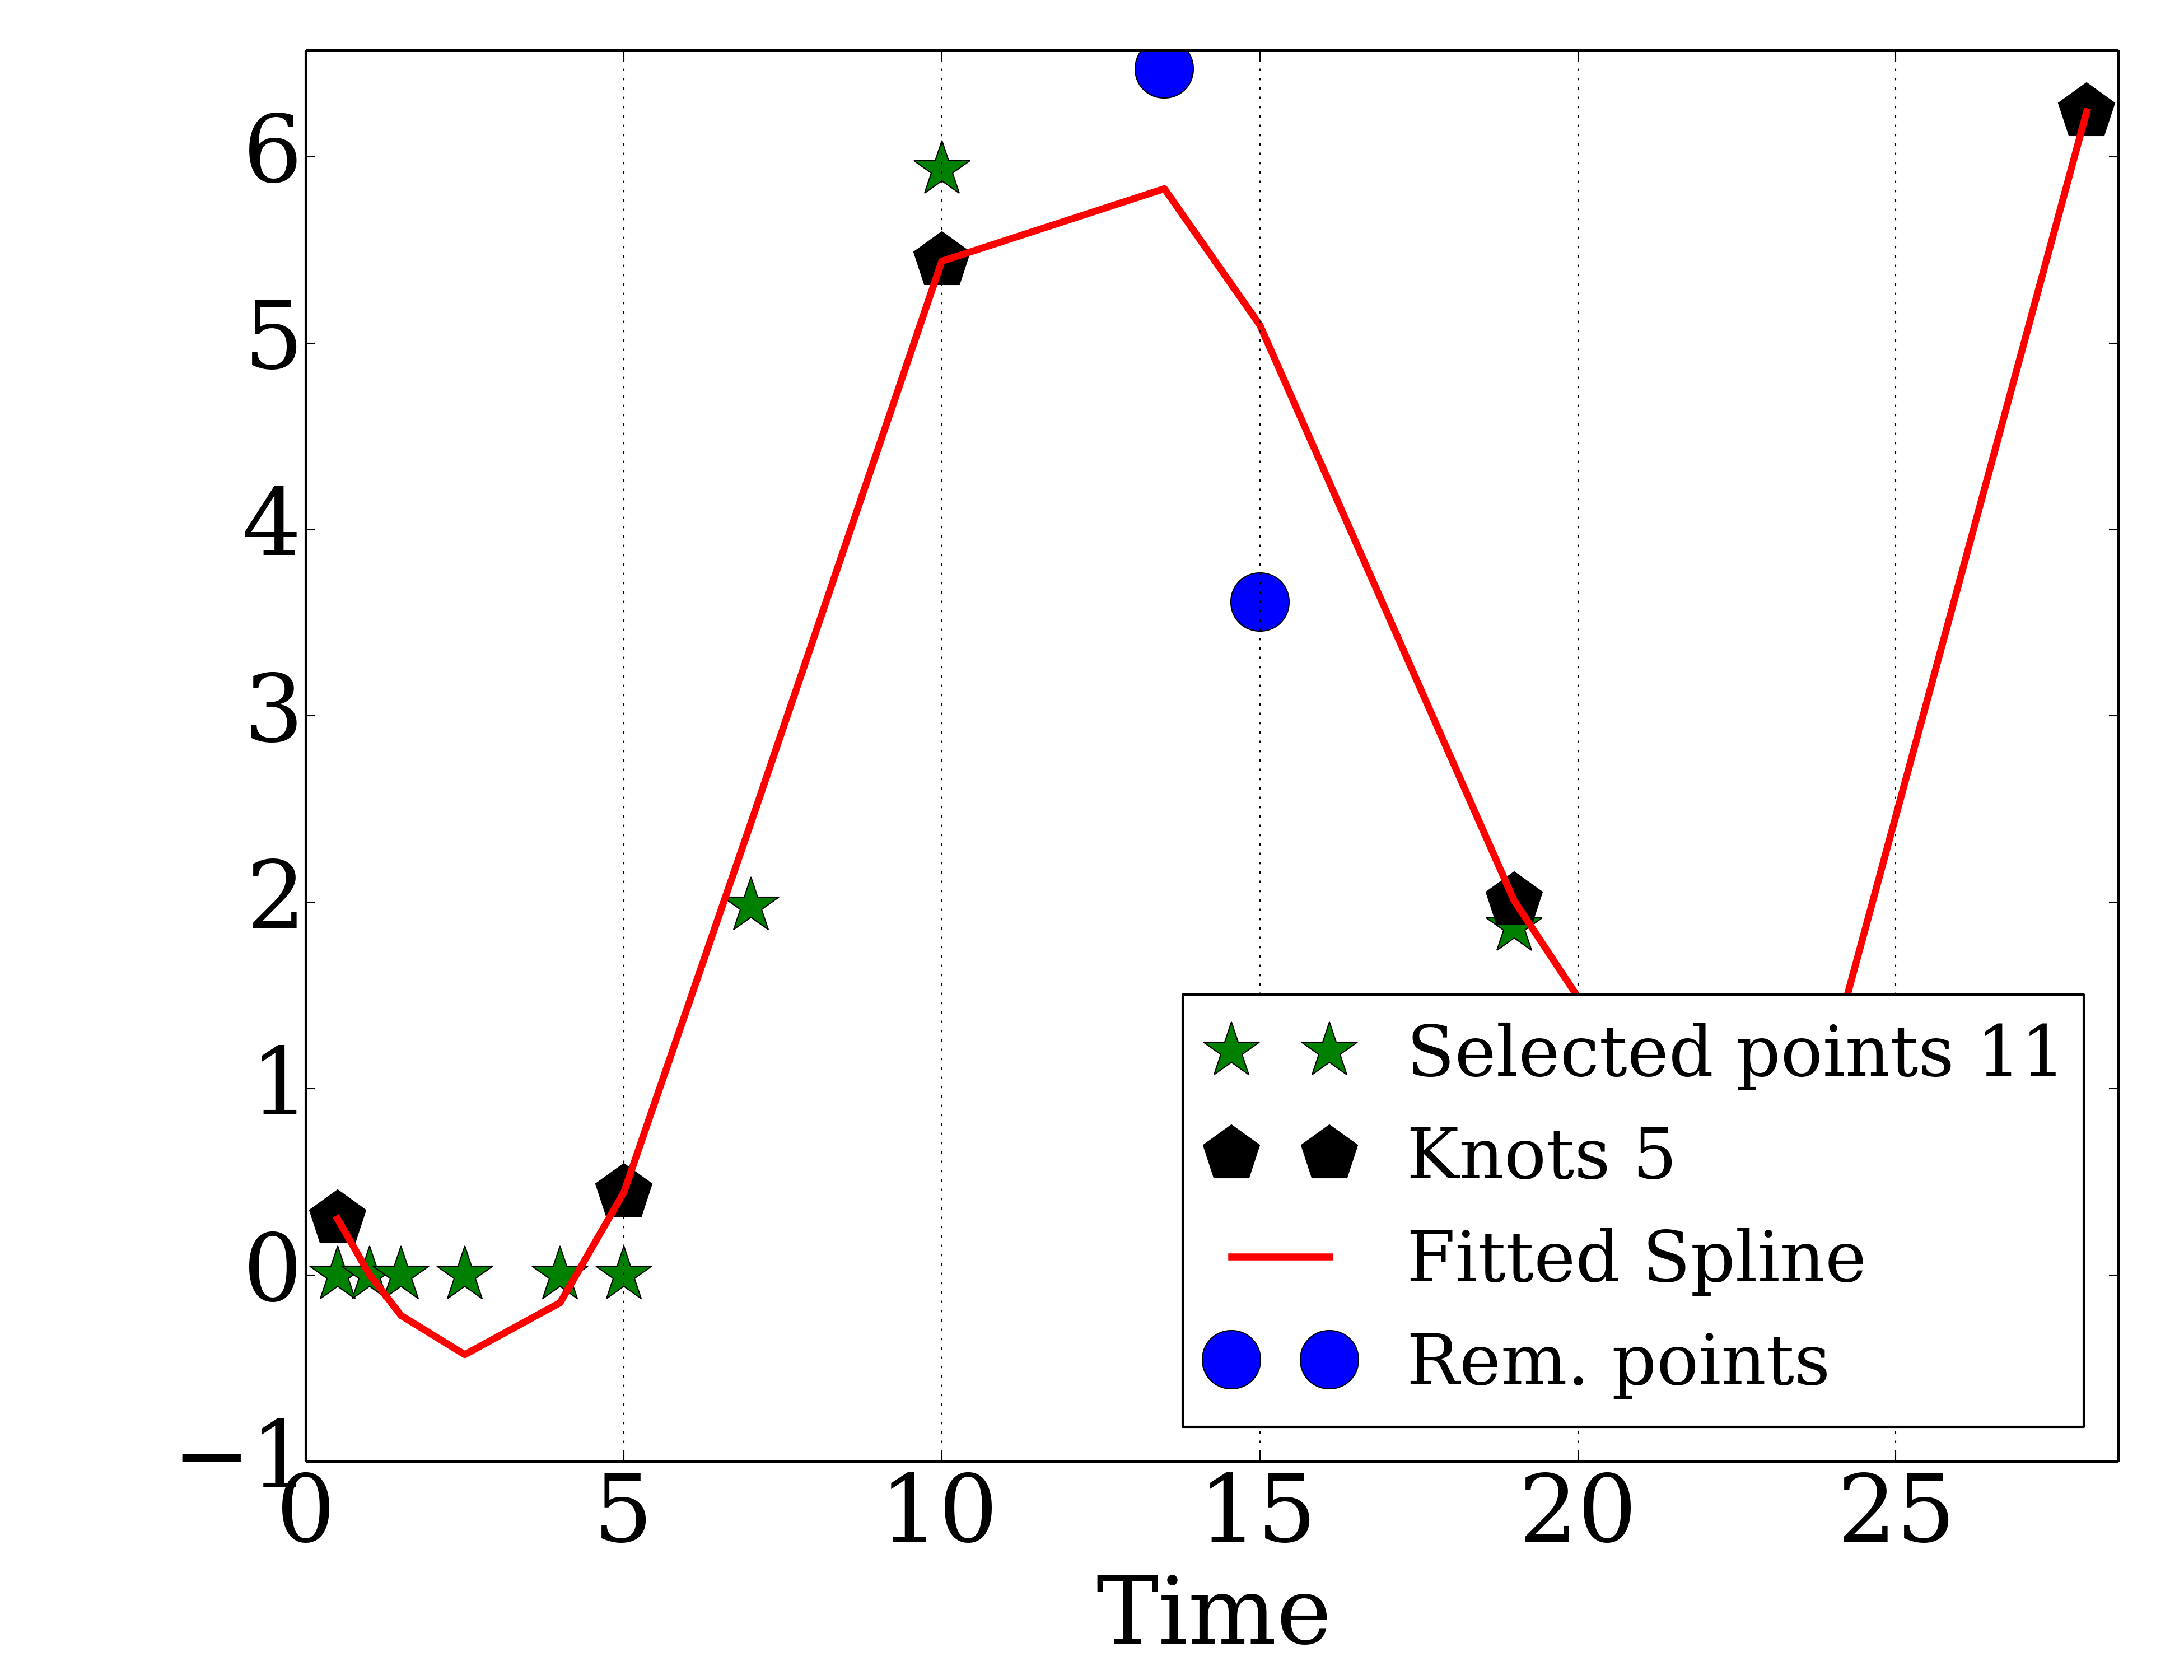 6
5
4
3
2
1
0
−1
0 5 10 15 20 25
Time
Selected points 11
Knots 5
Fitted Spline
Rem. points